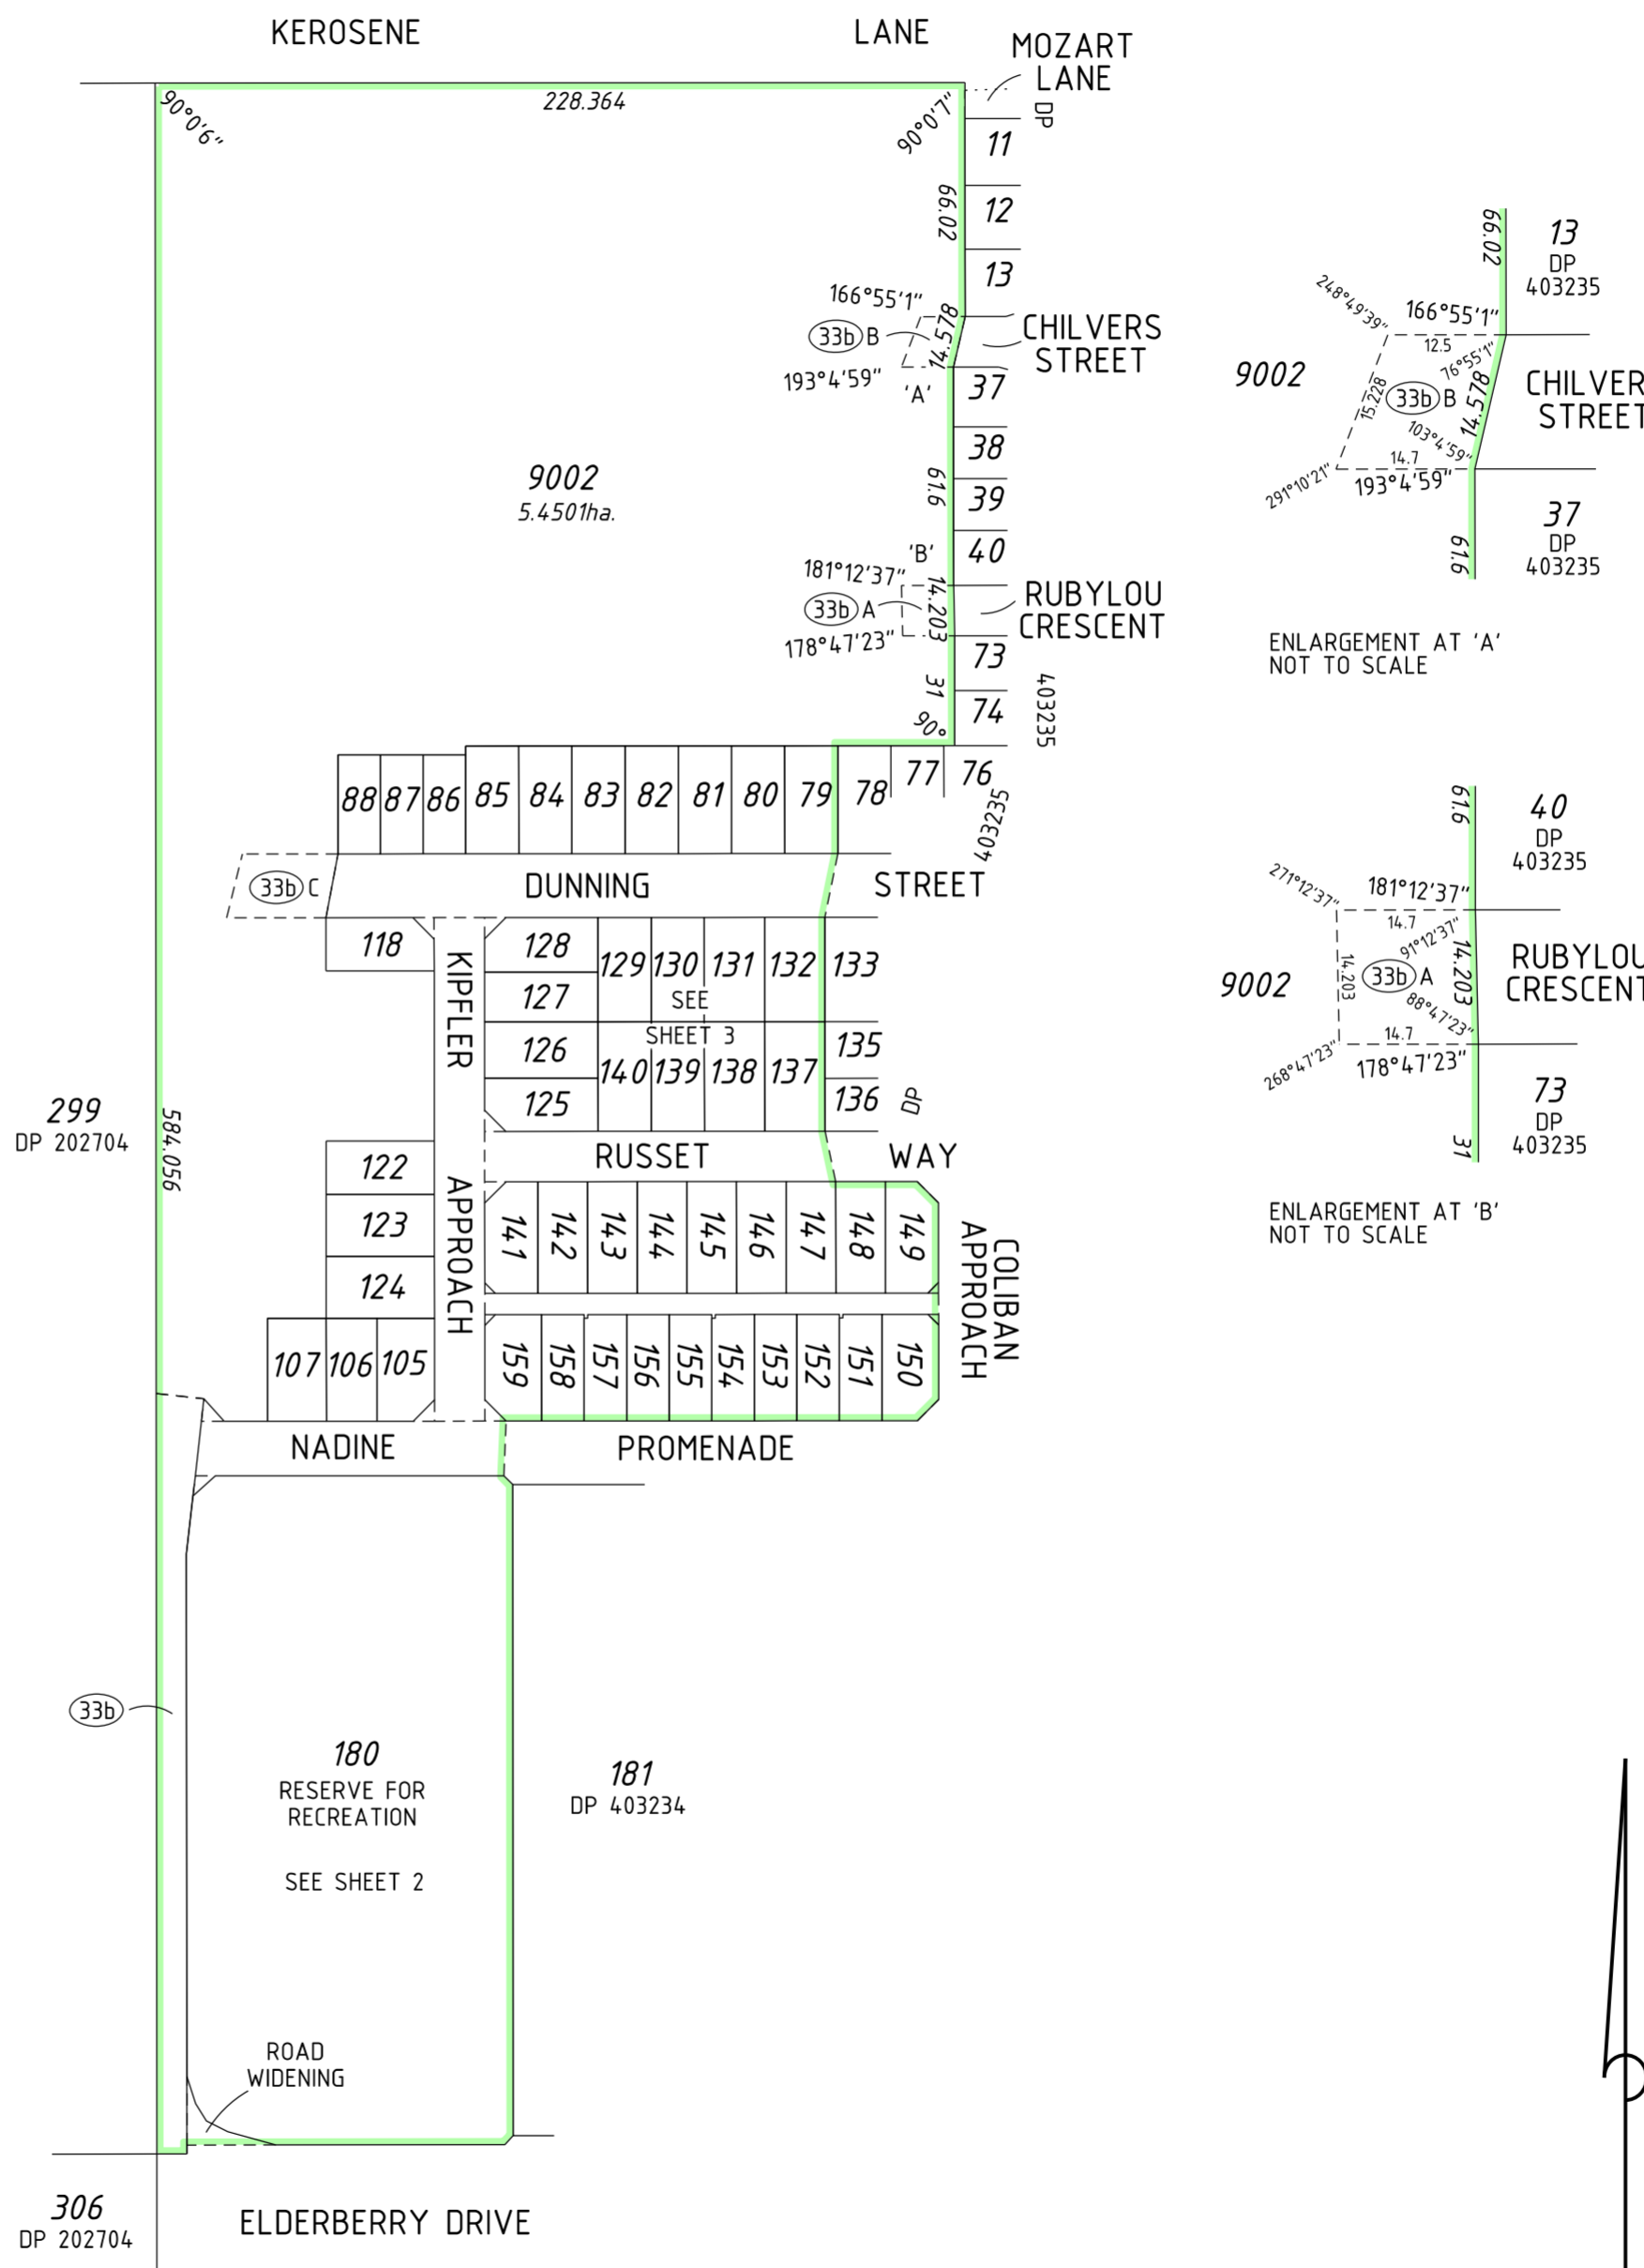 KEROSENE LANE
MOZART
LANE
228.364
90°0'6"
90°0'7"
DP
11
66.02
12
13
166°55'1"
33b B
14.578
CHILVERS
STREET
193°4'59"
'A'
37
38
9002
5.4501ha.
61.6
39
'B'
40
181°12'37"
33b A
14.203
RUBYLOU
CRESCENT
178°47'23"
73
31
403235
74
90°
88 87 86 85 84 83 82 81 80 79 78 77 76
403235
33b C
DUNNING STREET
118
128
129 130 131 132 133
127
SEE
SHEET 3
126
140 139 138 137
135
125
136
DP
KIPFLER
APPROACH
299
DP 202704
584.056
RUSSET WAY
122
123
124
141 142 143 144 145 146 147 148 149
COLIBAN
APPROACH
107 106 105
159 158 157 156 155 154 153 152 151 150
NADINE PROMENADE
33b
180
RESERVE FOR
RECREATION
SEE SHEET 2
181
DP 403234
ROAD
WIDENING
306
DP 202704
ELDERBERRY DRIVE
66.02
13
DP
403235
248°49'39"
166°55'1"
12.5
76°55'1"
9002
15.228
33b B
14.578
CHILVER
STREET
103°4'59"
14.7
291°10'21"
193°4'59"
37
DP
403235
61.6
ENLARGEMENT AT 'A'
NOT TO SCALE
61.6
40
DP
403235
271°12'37"
181°12'37"
14.7
91°12'37"
9002
14.203
33b A
14.203
RUBYLOU
CRESCENT
88°47'23"
14.7
268°47'23"
178°47'23"
73
DP
403235
31
ENLARGEMENT AT 'B'
NOT TO SCALE